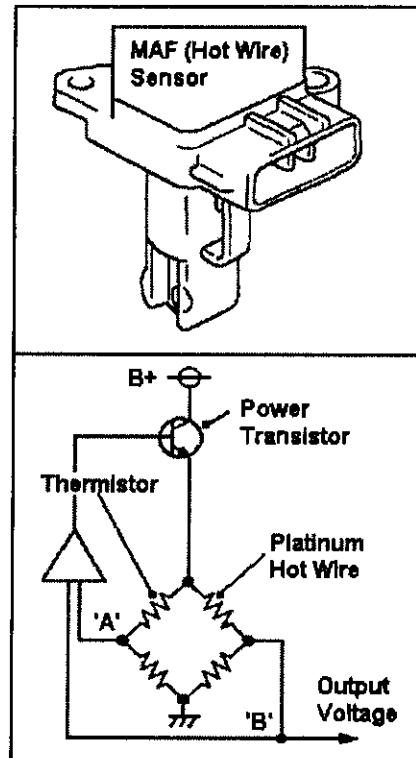 MAF (Hot Wire)
Sensor
B+
Power
Transistor
Thermistor
Platinum
Hot Wire
'A'
Output
Voltage
'B'